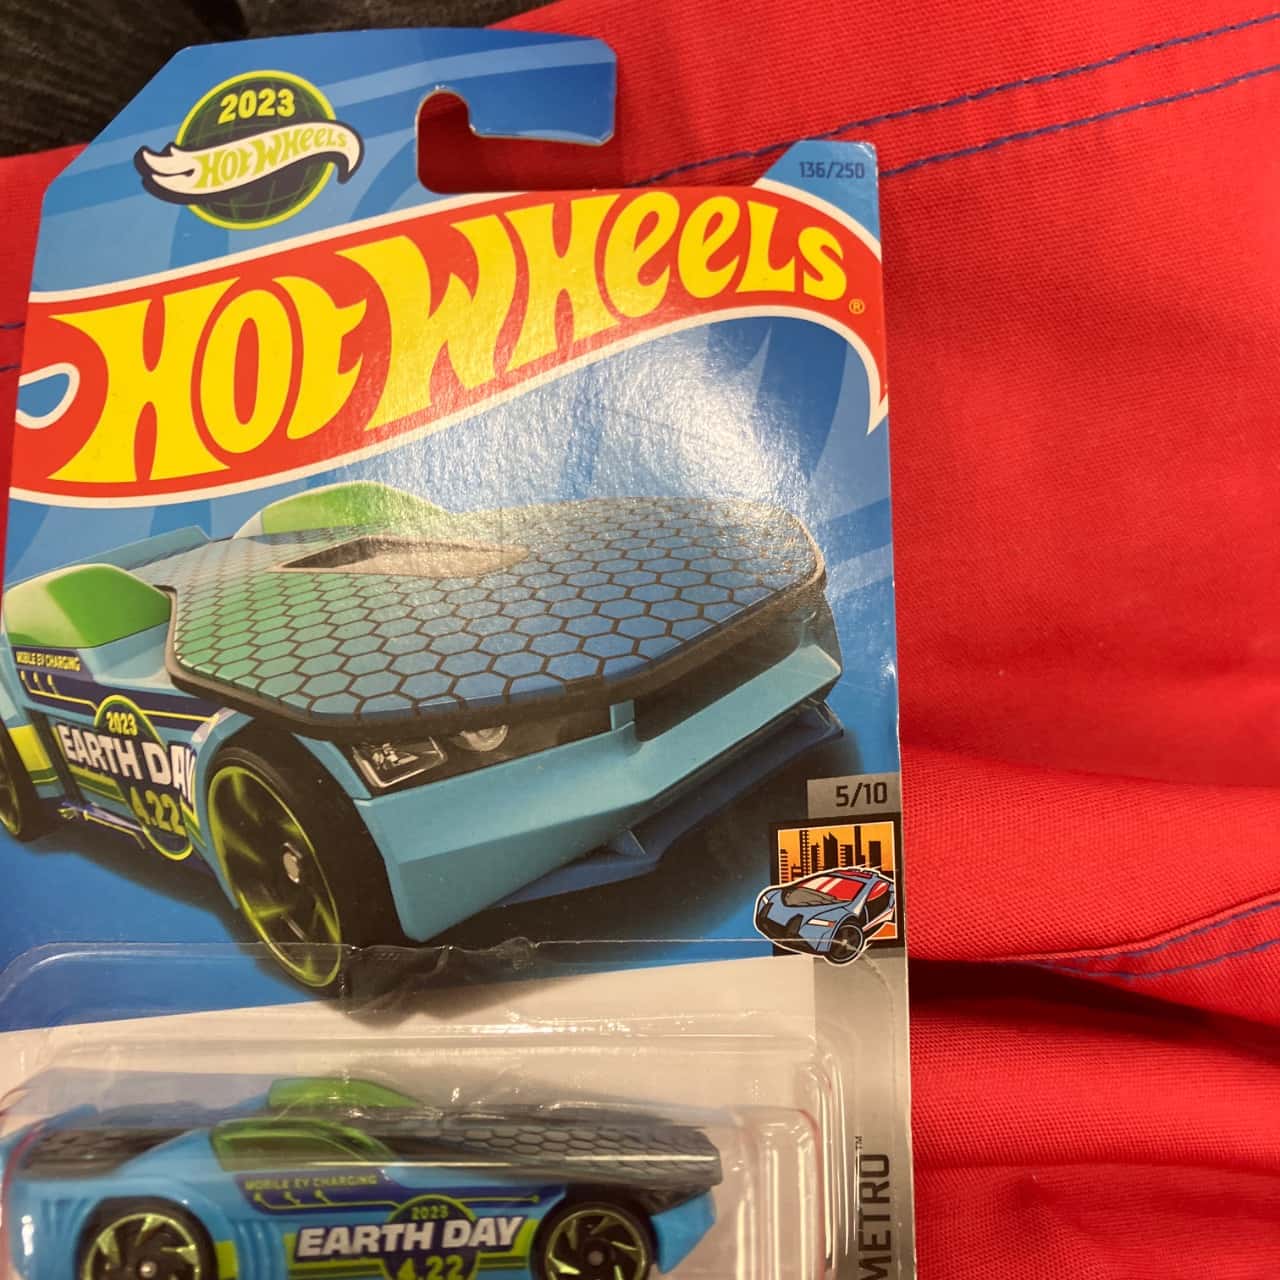 2023
HOT WHEELS
136/250
HOT WHEELS®
MOBILE EV CHARGING
2023
EARTH DAY
4.22
5/10
METRO™
MOBILE EV CHARGING
2023
EARTH DAY
4.22